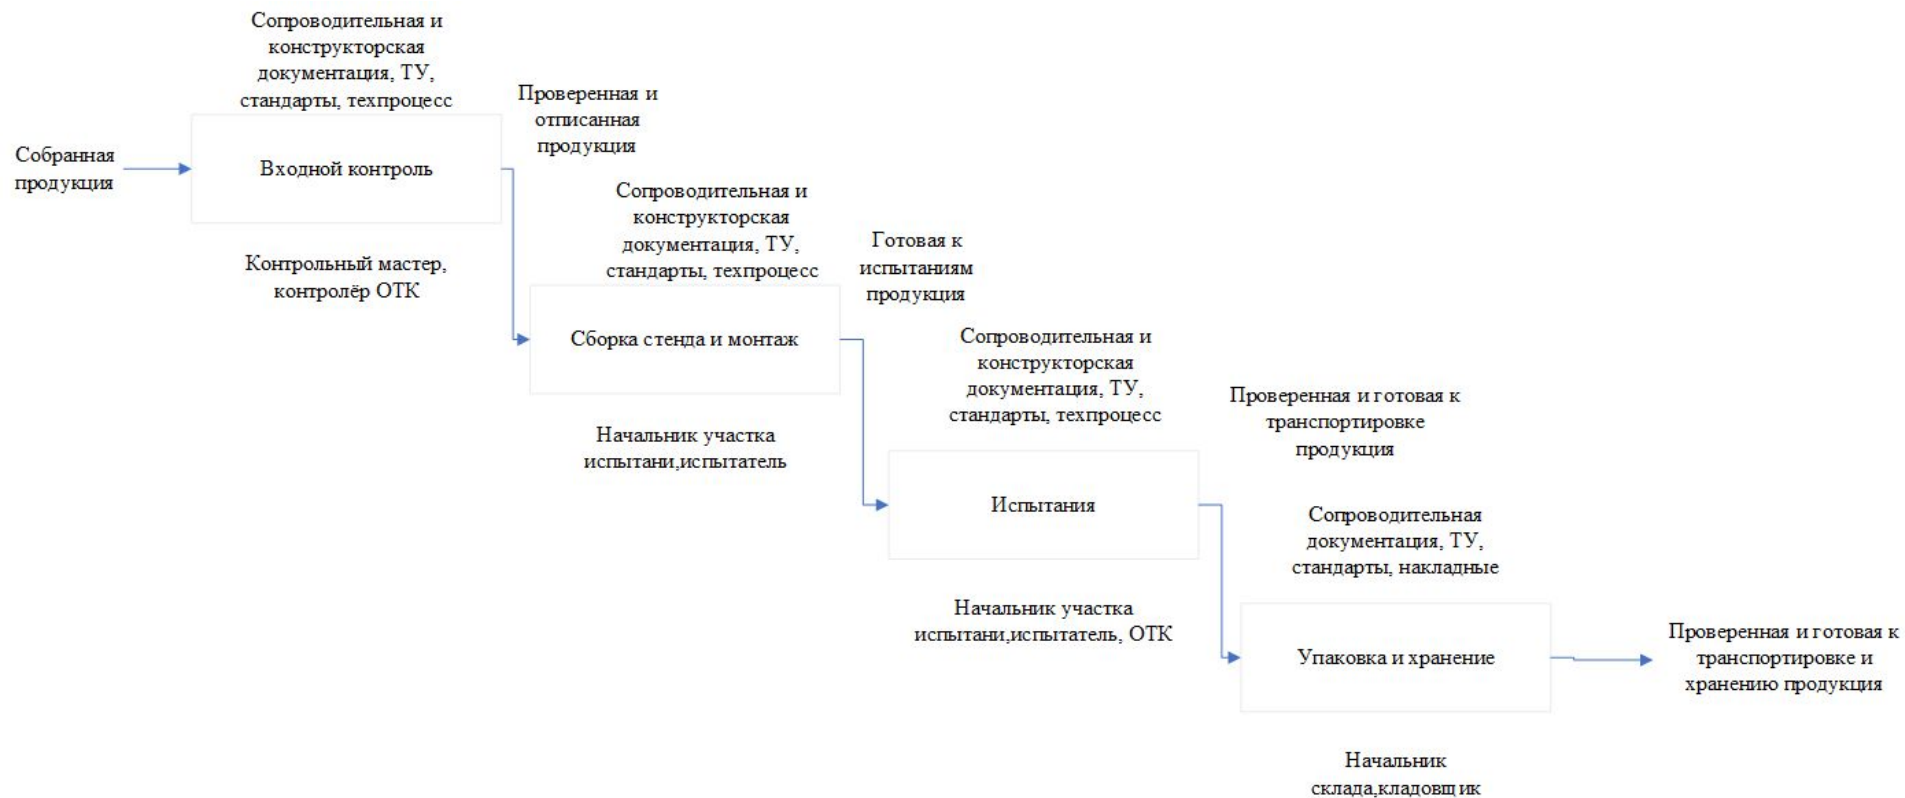 Сопроводительная и
конструкторская
документация, ТУ,
стандарты, техпроцесс
Собранная
продукция
Входной контроль
Проверенная и
отписанная
продукция
Контрольный мастер,
контролёр ОТК
Сопроводительная и
конструкторская
документация, ТУ,
стандарты, техпроцесс
Сборка стенда и монтаж
Готовая к
испытаниям
продукция
Начальник участка
испытани,испытатель
Сопроводительная и
конструкторская
документация, ТУ,
стандарты, техпроцесс
Испытания
Проверенная и готовая к
транспортировке
продукция
Начальник участка
испытани,испытатель, ОТК
Сопроводительная
документация, ТУ,
стандарты, накладные
Упаковка и хранение
Проверенная и готовая к
транспортировке и
хранению продукция
Начальник
склада,кладовщик